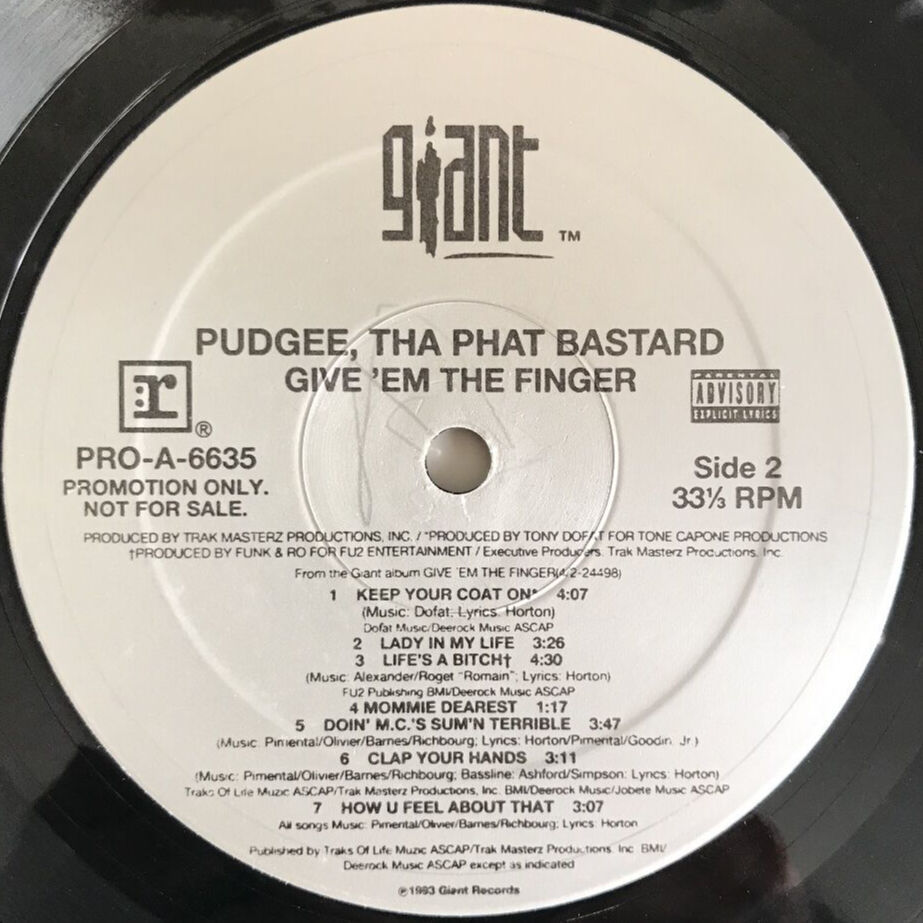 giant ™
PUDGEE, THA PHAT BASTARD
GIVE 'EM THE FINGER
r ®
PARENTAL
ADVISORY
EXPLICIT LYRICS
PRO-A-6635
PROMOTION ONLY.
NOT FOR SALE.
Side 2
33⅓ RPM
PRODUCED BY TRAK MASTERZ PRODUCTIONS, INC. / *PRODUCED BY TONY DOFAT FOR TONE CAPONE PRODUCTIONS
†PRODUCED BY FUNK & RO FOR FU2 ENTERTAINMENT / Executive Producers: Trak Masterz Productions, Inc.
From the Giant album GIVE 'EM THE FINGER(4/2-24498)
1 KEEP YOUR COAT ON* 4:07
(Music: Dofat; Lyrics: Horton)
Dofat Music/Deerock Music ASCAP
2 LADY IN MY LIFE 3:26
3 LIFE'S A BITCH† 4:30
(Music: Alexander/Roget "Romain"; Lyrics: Horton)
FU2 Publishing BMI/Deerock Music ASCAP
4 MOMMIE DEAREST 1:17
5 DOIN' M.C.'S SUM'N TERRIBLE 3:47
(Music: Pimental/Olivier/Barnes/Richbourg; Lyrics: Horton/Pimental/Goodin, Jr.)
6 CLAP YOUR HANDS 3:11
(Music: Pimental/Olivier/Barnes/Richbourg; Bassline: Ashford/Simpson; Lyrics: Horton)
Traks Of Life Muzic ASCAP/Trak Masterz Productions, Inc. BMI/Deerock Music/Jobete Music ASCAP
7 HOW U FEEL ABOUT THAT 3:07
All songs Music: Pimental/Olivier/Barnes/Richbourg; Lyrics: Horton
Published by Traks Of Life Muzic ASCAP/Trak Masterz Productions, Inc. BMI/
Deerock Music ASCAP except as indicated
℗1993 Giant Records